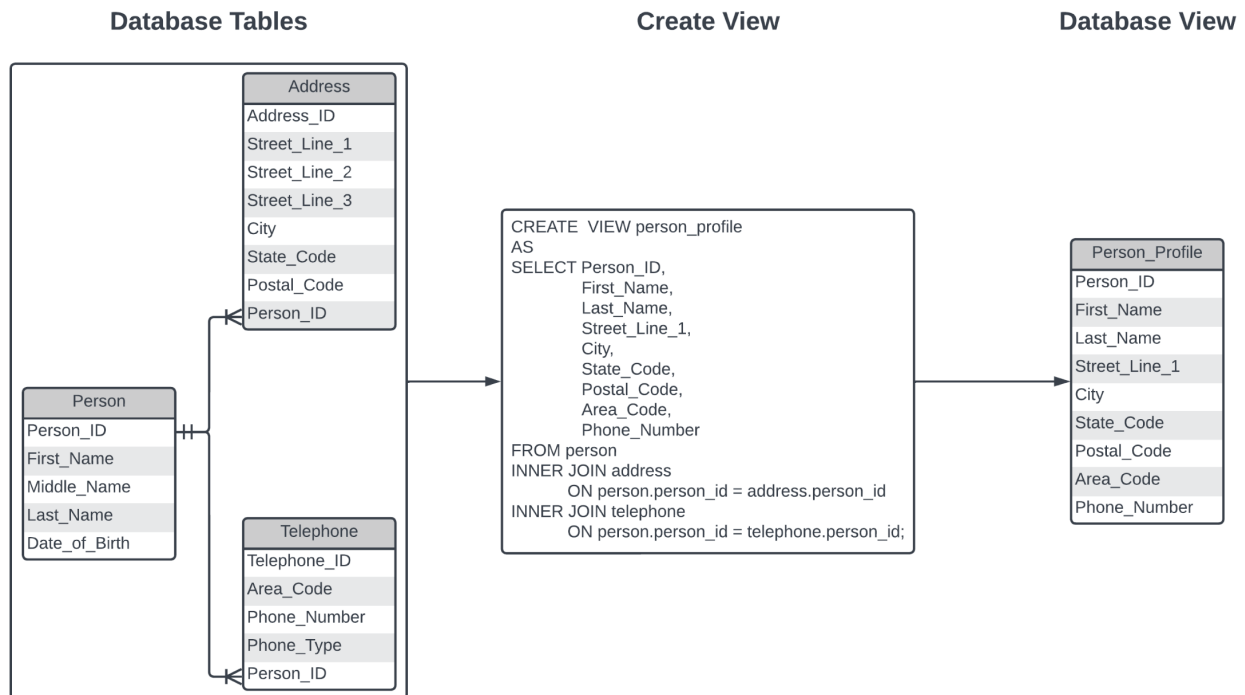 Database Tables
Create View
Database View
Address
Address_ID
Street_Line_1
Street_Line_2
Street_Line_3
City
State_Code
Postal_Code
Person_ID
Person
Person_ID
First_Name
Middle_Name
Last_Name
Date_of_Birth
Telephone
Telephone_ID
Area_Code
Phone_Number
Phone_Type
Person_ID
CREATE VIEW person_profile
AS
SELECT Person_ID,
First_Name,
Last_Name,
Street_Line_1,
City,
State_Code,
Postal_Code,
Area_Code,
Phone_Number
FROM person
INNER JOIN address
ON person.person_id = address.person_id
INNER JOIN telephone
ON person.person_id = telephone.person_id;
Person_Profile
Person_ID
First_Name
Last_Name
Street_Line_1
City
State_Code
Postal_Code
Area_Code
Phone_Number